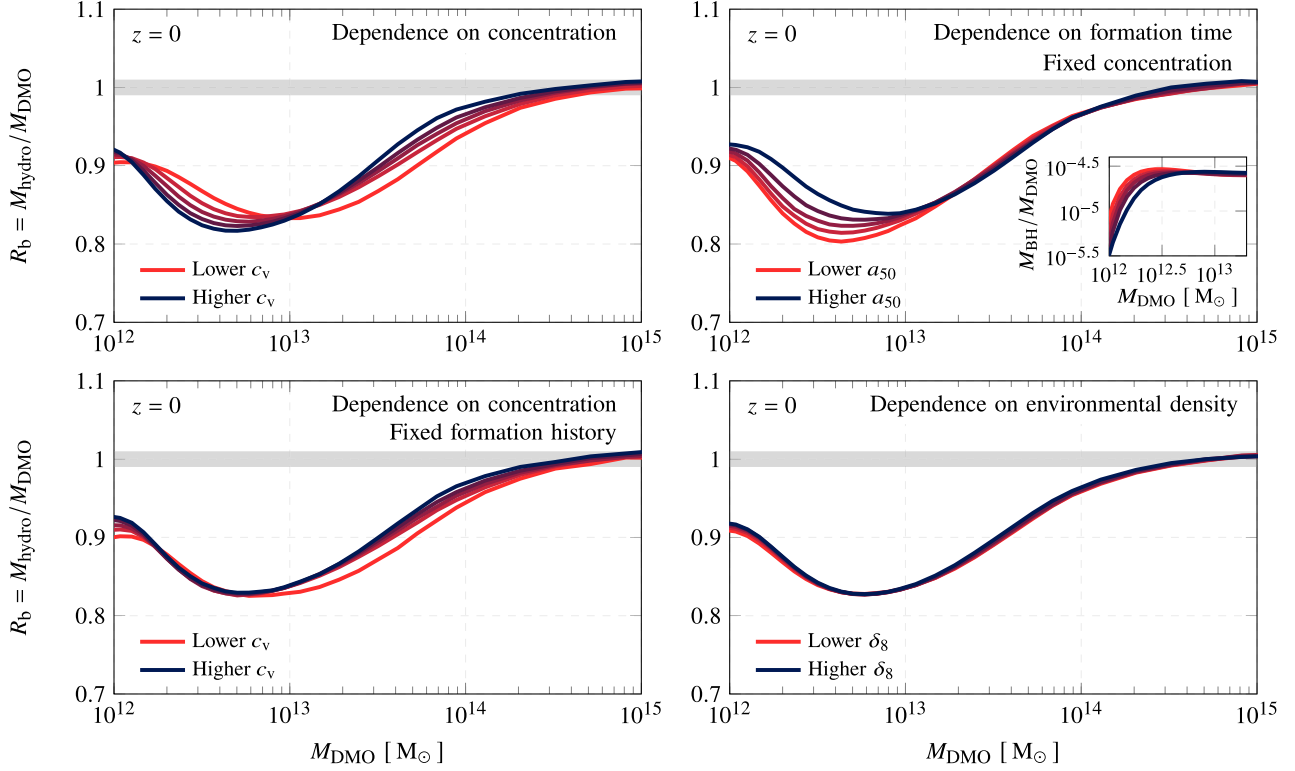 1.1
1
0.9
0.8
0.7
R_b = M_hydro / M_DMO
z = 0
Dependence on concentration
Lower c_v
Higher c_v
10^12
10^13
10^14
10^15
1.1
1
0.9
0.8
0.7
z = 0
Dependence on formation time
Fixed concentration
Lower a_50
Higher a_50
M_BH / M_DMO
10^−4.5
10^−5
10^−5.5
10^12
10^12.5
10^13
M_DMO [ M_⊙ ]
10^12
10^13
10^14
10^15
1.1
1
0.9
0.8
0.7
R_b = M_hydro / M_DMO
z = 0
Dependence on concentration
Fixed formation history
Lower c_v
Higher c_v
10^12
10^13
10^14
10^15
M_DMO [ M_⊙ ]
1.1
1
0.9
0.8
0.7
z = 0
Dependence on environmental density
Lower δ_8
Higher δ_8
10^12
10^13
10^14
10^15
M_DMO [ M_⊙ ]